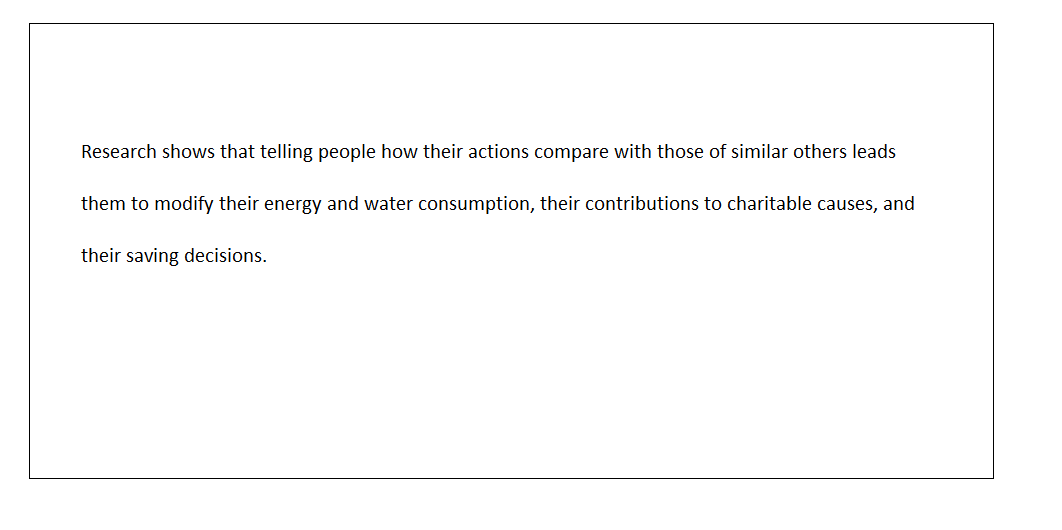 Research shows that telling people how their actions compare with those of similar others leads
them to modify their energy and water consumption, their contributions to charitable causes, and
their saving decisions.